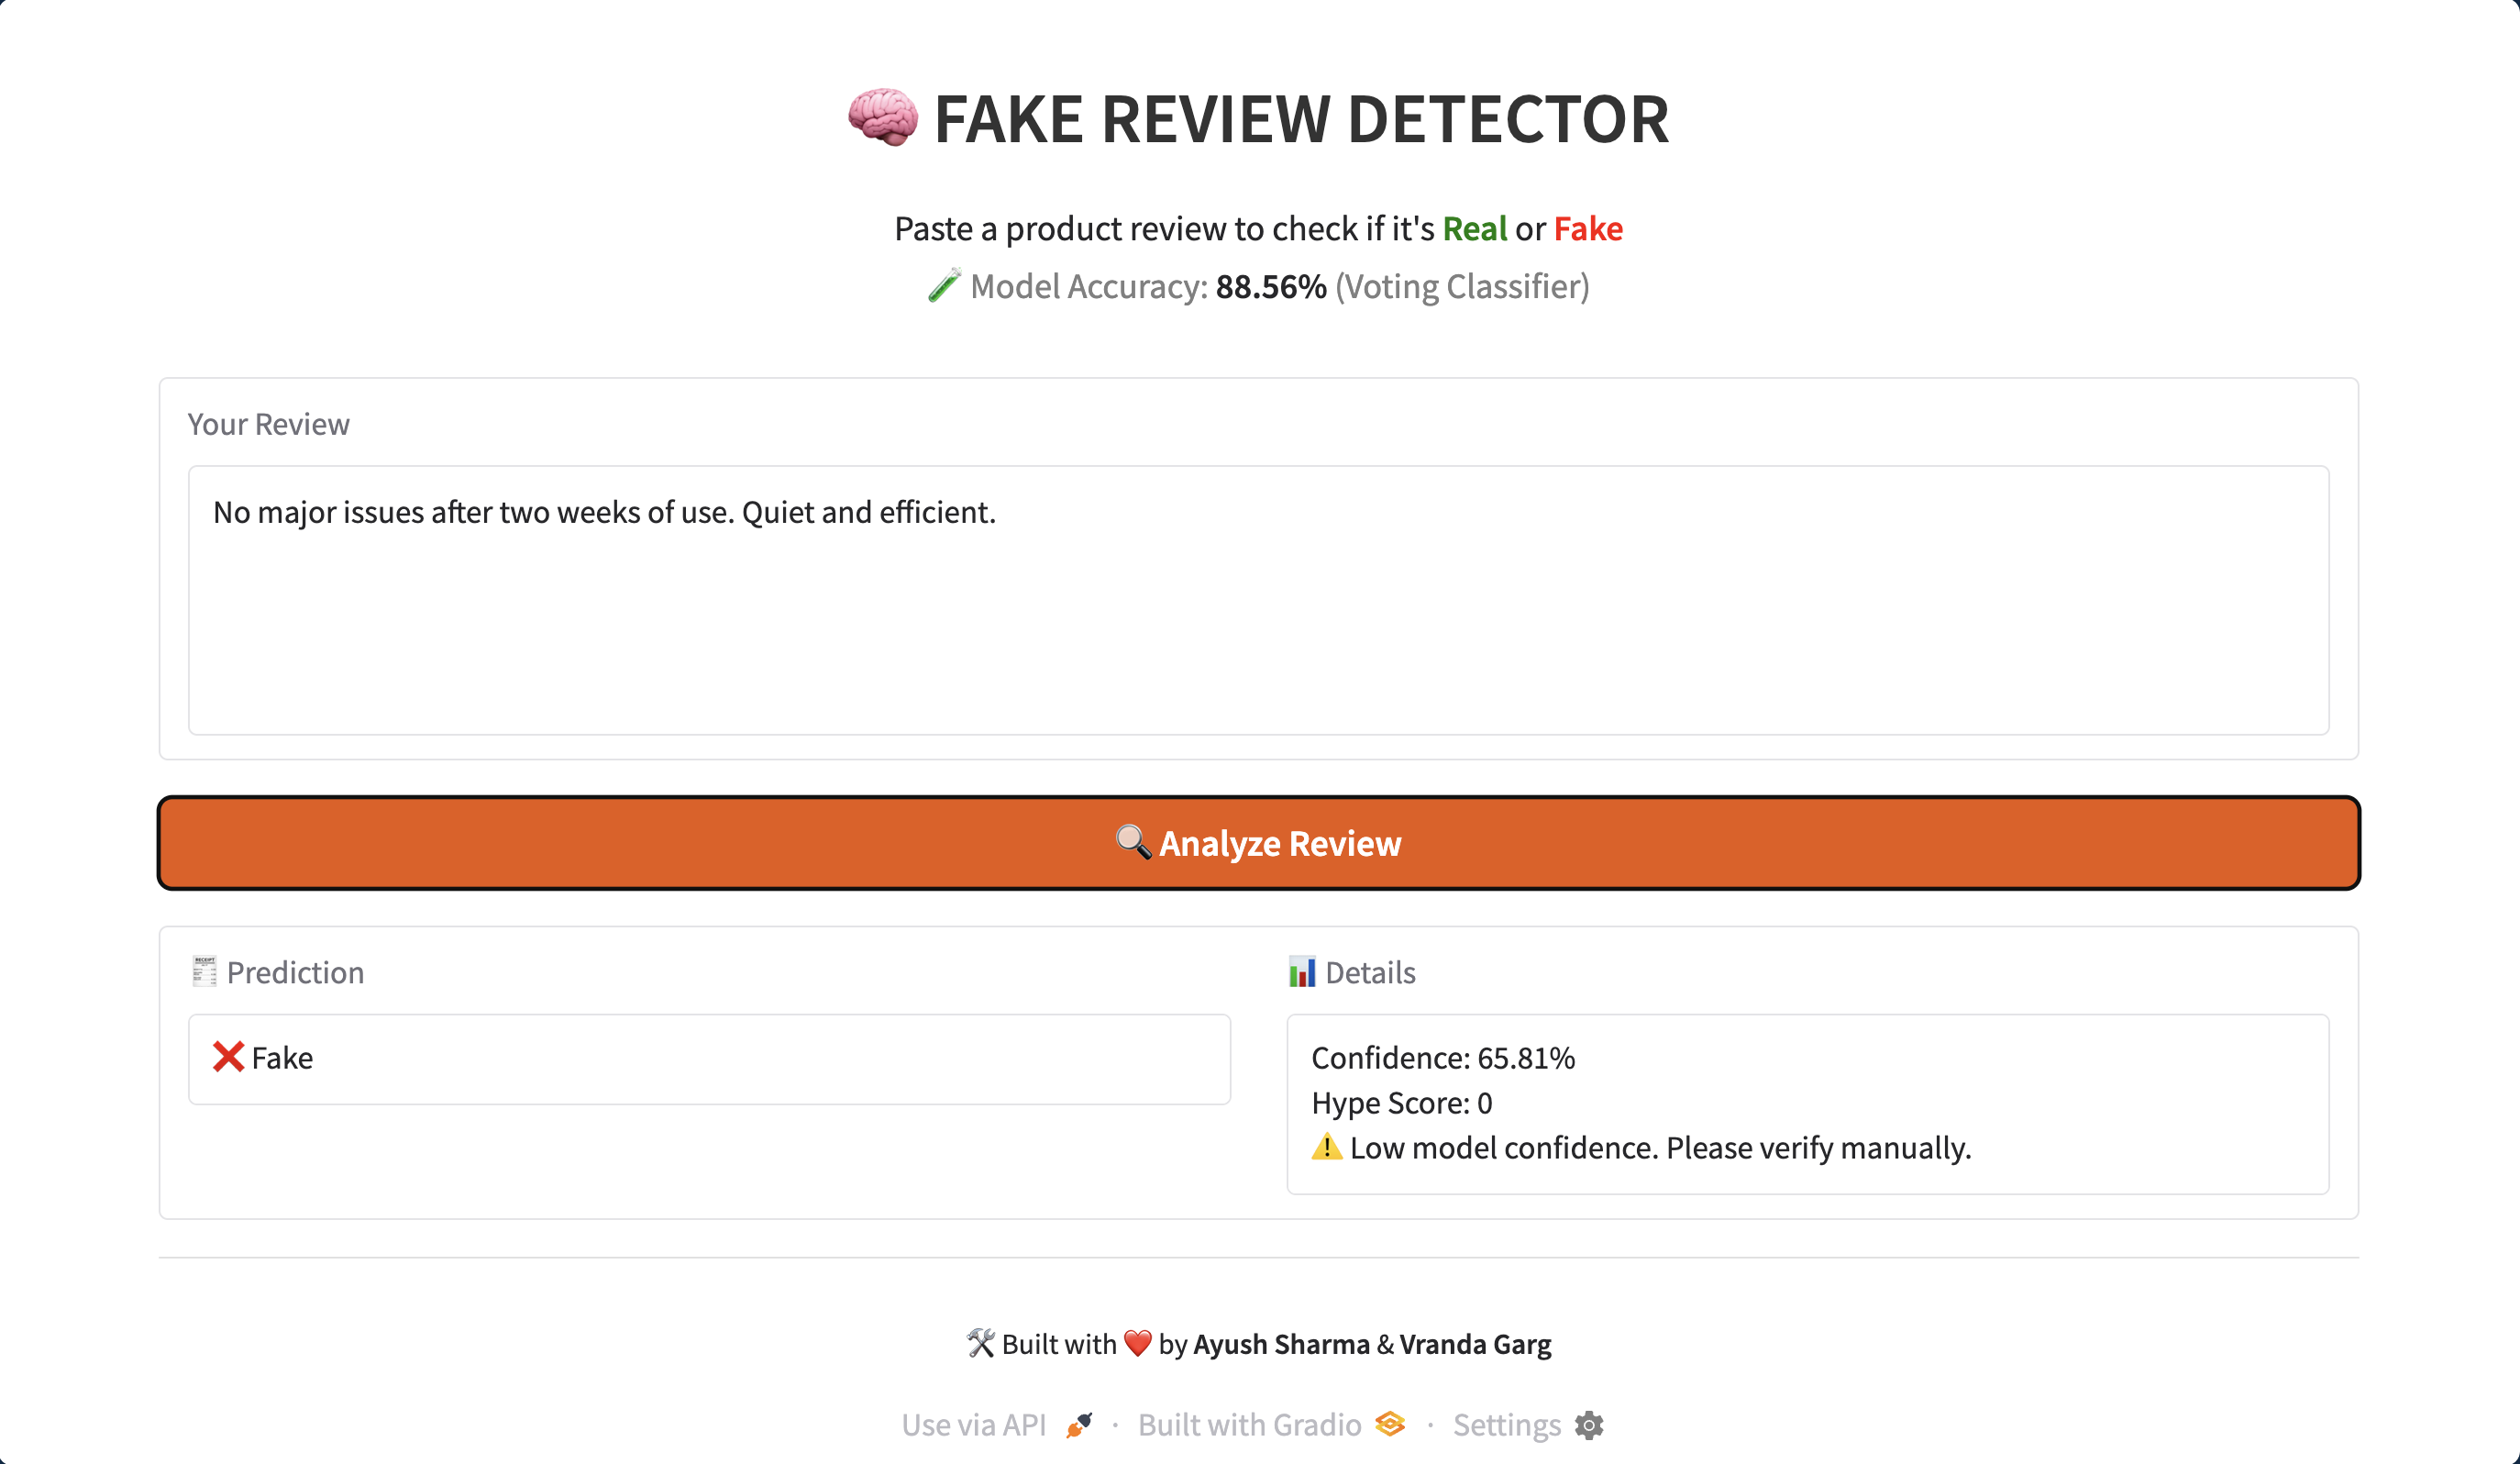 🧠 FAKE REVIEW DETECTOR
Paste a product review to check if it's Real or Fake
🧪 Model Accuracy: 88.56% (Voting Classifier)
Your Review
No major issues after two weeks of use. Quiet and efficient.
🔍 Analyze Review
🧾 Prediction
❌ Fake
📊 Details
Confidence: 65.81%
Hype Score: 0
⚠️ Low model confidence. Please verify manually.
🛠️ Built with ❤️ by Ayush Sharma & Vranda Garg
Use via API · Built with Gradio · Settings